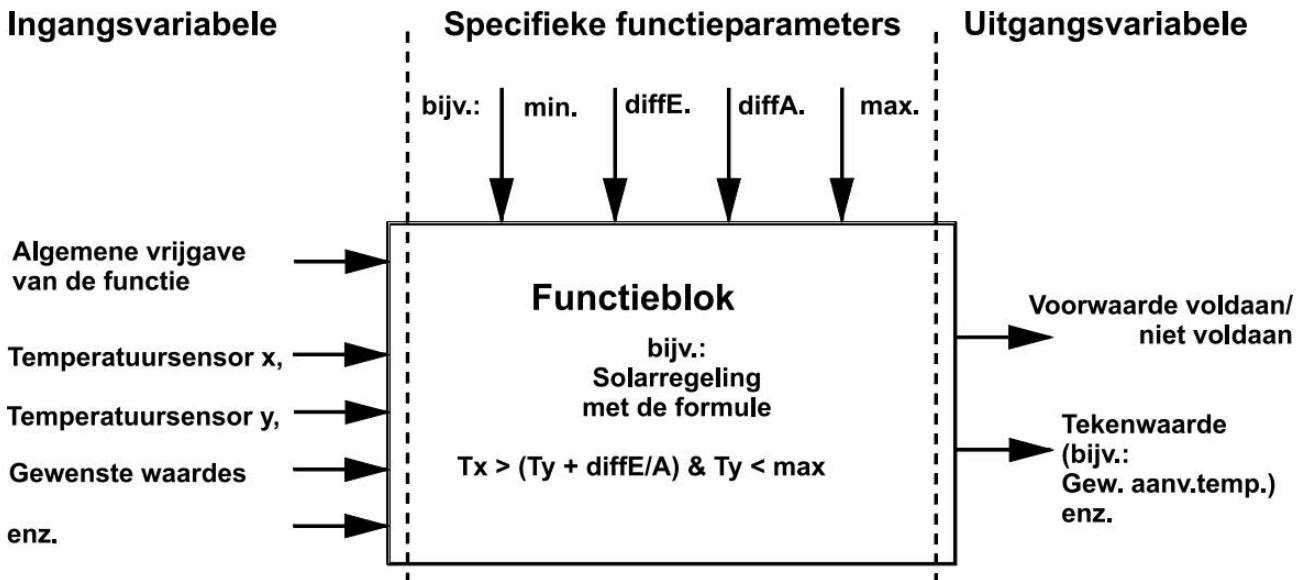 Ingangsvariabele
Specifieke functieparameters
Uitgangsvariabele
bijv.:
min.
diffE.
diffA.
max.
Algemene vrijgave
van de functie
Temperatuursensor x,
Temperatuursensor y,
Gewenste waardes
enz.
Functieblok
bijv.:
Solarregeling
met de formule
Tx > (Ty + diffE/A) & Ty < max
Voorwaarde voldaan/
niet voldaan
Tekenwaarde
(bijv.:
Gew. aanv.temp.)
enz.